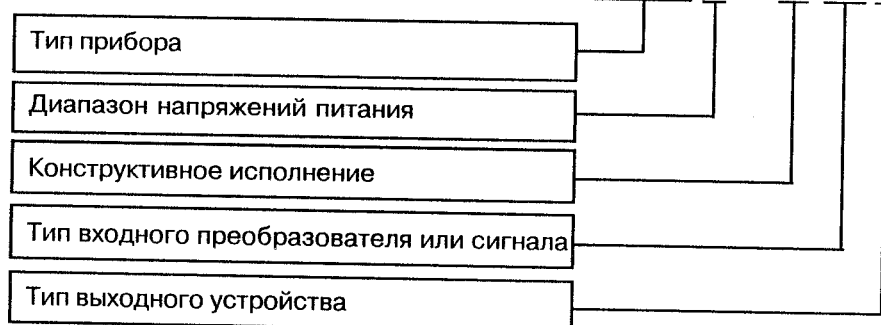 Тип прибора
Диапазон напряжений питания
Конструктивное исполнение
Тип входного преобразователя или сигнала
Тип выходного устройства